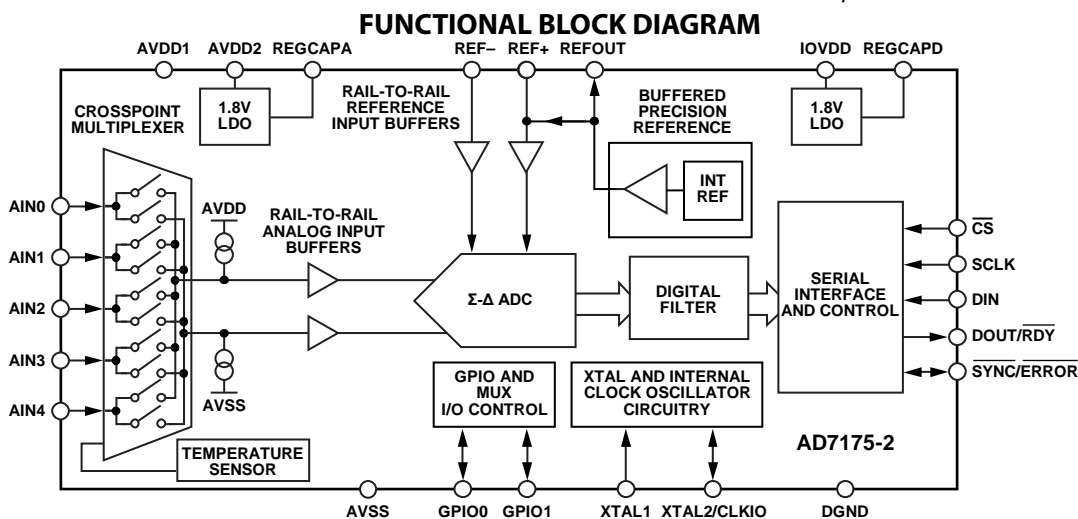 FUNCTIONAL BLOCK DIAGRAM
AVDD1 AVDD2 REGCAPA REF– REF+ REFOUT IOVDD REGCAPD
CROSSPOINT
MULTIPLEXER
1.8V
LDO
RAIL-TO-RAIL
REFERENCE
INPUT BUFFERS
BUFFERED
PRECISION
REFERENCE
INT
REF
1.8V
LDO
AIN0
AIN1
AIN2
AIN3
AIN4
AVDD
RAIL-TO-RAIL
ANALOG INPUT
BUFFERS
AVSS
Σ-Δ ADC
DIGITAL
FILTER
SERIAL
INTERFACE
AND CONTROL
CS
SCLK
DIN
DOUT/RDY
SYNC/ERROR
GPIO AND
MUX
I/O CONTROL
XTAL AND INTERNAL
CLOCK OSCILLATOR
CIRCUITRY
TEMPERATURE
SENSOR
AD7175-2
AVSS GPIO0 GPIO1 XTAL1 XTAL2/CLKIO DGND